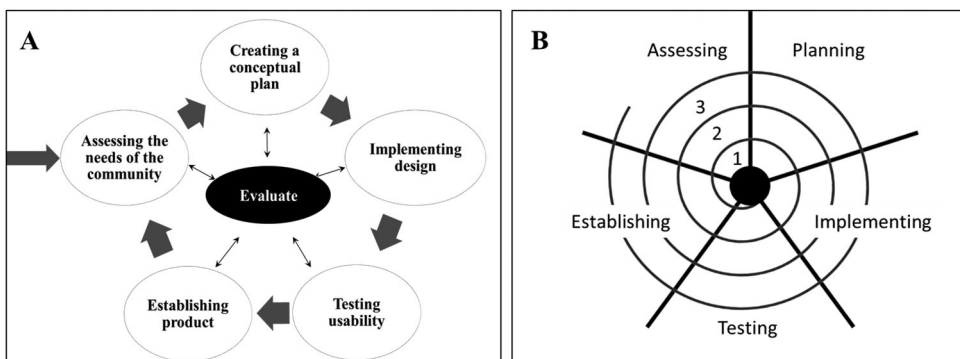 A
Creating a
conceptual
plan
Assessing the
needs of the
community
Implementing
design
Evaluate
Establishing
product
Testing
usability
B
Assessing
Planning
3
2
1
Establishing
Implementing
Testing